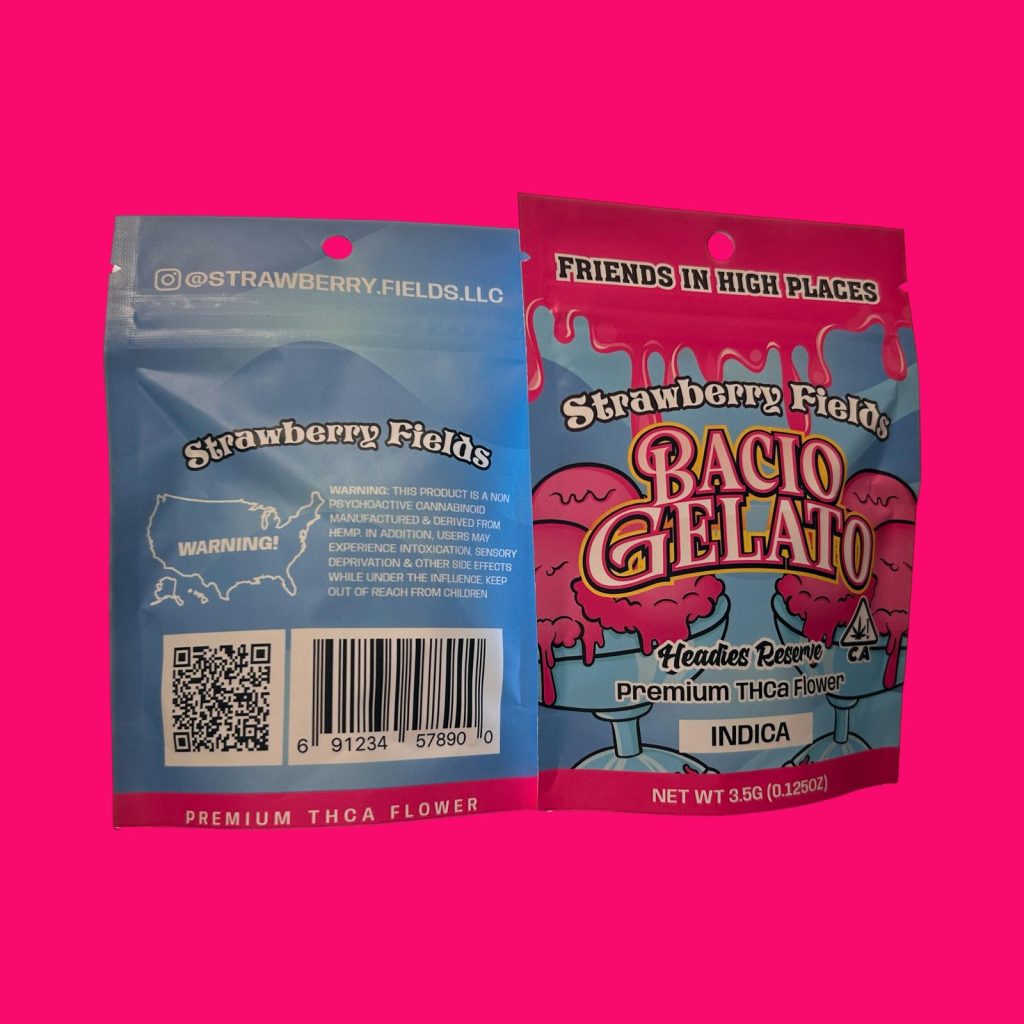 @STRAWBERRY.FIELDS.LLC
Strawberry Fields
WARNING!
WARNING: THIS PRODUCT IS A NON
PSYCHOACTIVE CANNABINOID
MANUFACTURED & DERIVED FROM
HEMP. IN ADDITION, USERS MAY
EXPERIENCE INTOXICATION, SENSORY
DEPRIVATION & OTHER SIDE EFFECTS
WHILE UNDER THE INFLUENCE. KEEP
OUT OF REACH FROM CHILDREN
6 91234 57890 0
PREMIUM THCA FLOWER
FRIENDS IN HIGH PLACES
Strawberry Fields
BACIO
GELATO
Headies Reserve
CA
Premium THCa Flower
INDICA
NET WT 3.5G (0.125OZ)